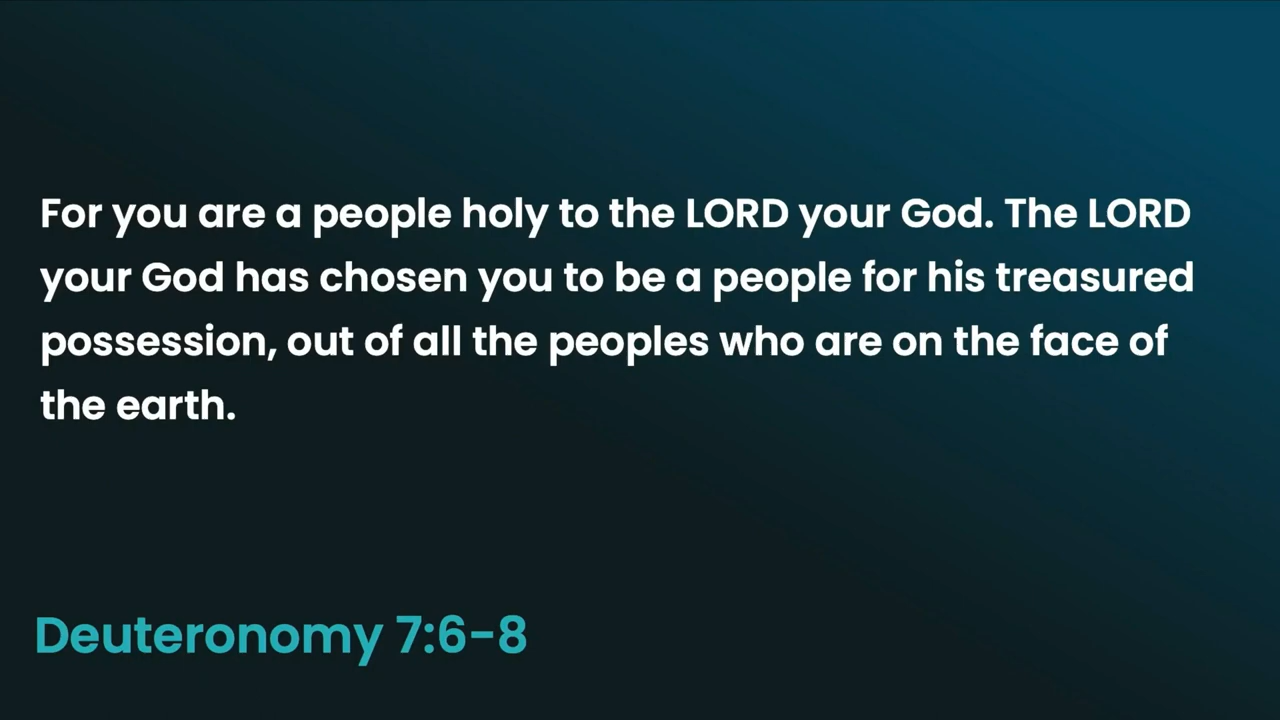 For you are a people holy to the LORD your God. The LORD
your God has chosen you to be a people for his treasured
possession, out of all the peoples who are on the face of
the earth.
Deuteronomy 7:6-8